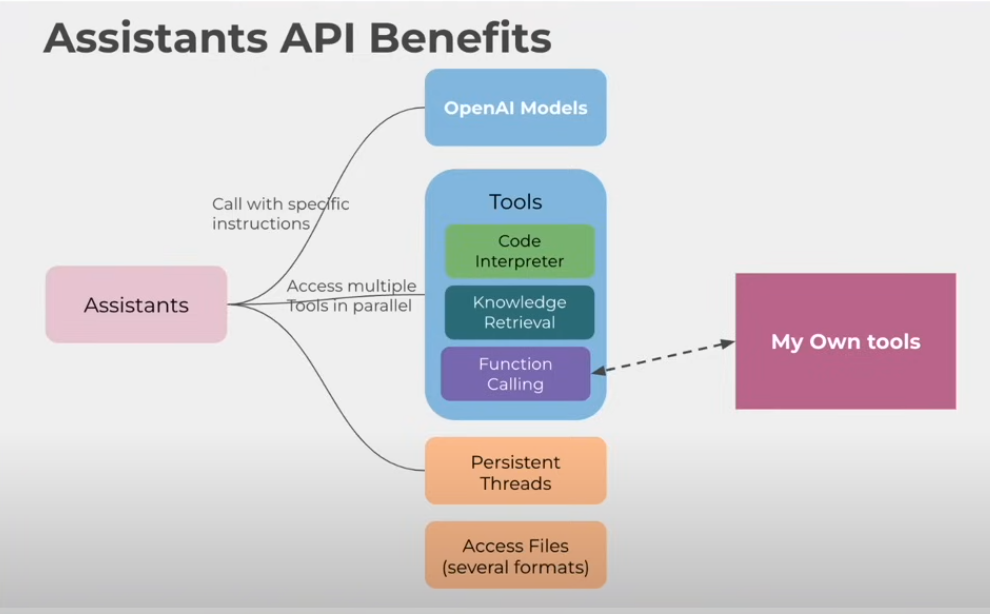 Assistants API Benefits
OpenAI Models
Call with specific
instructions
Tools
Code
Interpreter
Access multiple
Tools in parallel
Assistants
Knowledge
Retrieval
My Own tools
Function
Calling
Persistent
Threads
Access Files
(several formats)